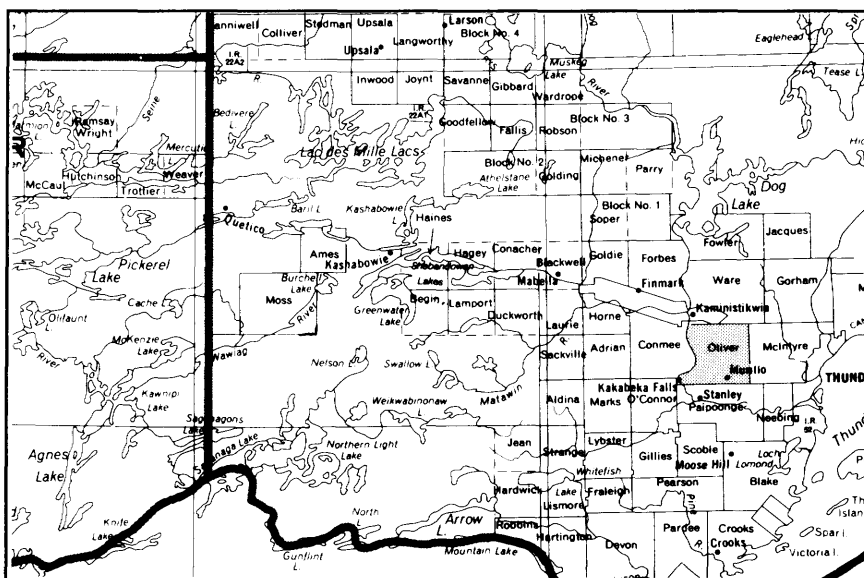 Colliver
Stedman
Upsala
Larson
Block No. 4
Eaglehead
Upsala
Langworthy
I.R.
22A2
R
Muskeg
Lake
River
Tease L.
Inwood
Joynt
Savanne
Gibbard
Wardrope
Seine
Bedivere
L.
I.R.
22A1
Ramsay
Wright
Goodfellow
Fallis
Robson
Block No. 3
Lac des Mille Lacs
Block No. 2
Michener
Parry
McCaul
Hutchinson
Trottier
Weaver
Athelstane
Lake
Golding
Dog
Lake
Quetico
Baril L.
Kashabowie
L.
Haines
Block No. 1
Soper
Jacques
Fowler
Pickerel
Lake
Ames
Kashabowie
Hagey
Conacher
Goldie
Forbes
Shebandowan
Lakes
Blackwell
Mabella
Finmark
Ware
Gorham
Burchell
Lake
Cache L.
Moss
Begin
Lamport
Greenwater
Lake
Duckworth
Horne
Kaministikwia
Olifaunt
L.
River
River
Laurie
R.
McKenzie
Lake
Wawiag
Nelson L.
Swallow L.
Sackville
Adrian
Conmee
Oliver
McIntyre
Murillo
THUND
Kakabeka Falls
Kawnipi
Lake
Weikwabinonaw
L.
Matawin
Aldina
Marks
O'Connor
Stanley
Paipoonge
Neebing
I.R.
52
Saganagons
Lake
Agnes
Lake
Northern Light
Lake
Jean
Strange
Lybster
Gillies
Scoble
Moose Hill
Loch
Lomond
Blake
Whitefish
Lake
Hardwick
Lismore
Fraleigh
Pearson
Pine
R.
Knife
Lake
North
L.
Arrow
L.
Robbins
Hartington
Devon
Pardee
Crooks
Crooks
Spar I.
Victoria I.
Gunflint
L.
Mountain Lake